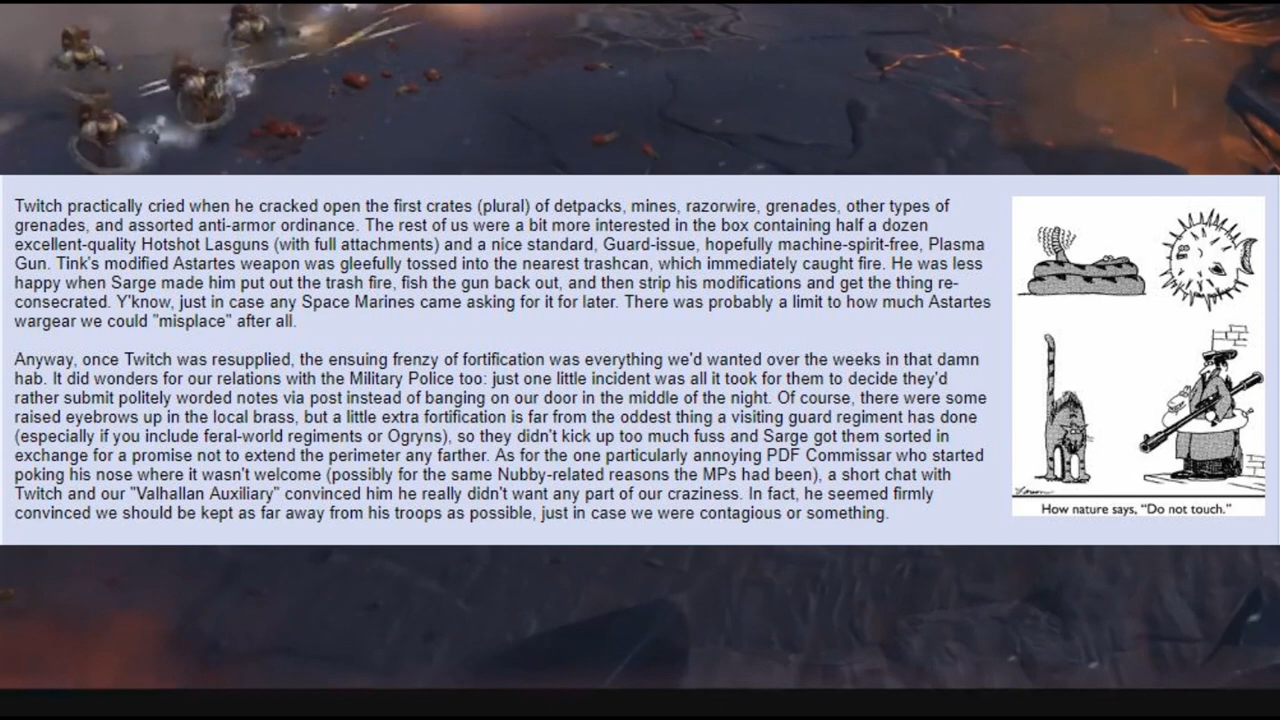 Twitch practically cried when he cracked open the first crates (plural) of detpacks, mines, razorwire, grenades, other types of
grenades, and assorted anti-armor ordinance. The rest of us were a bit more interested in the box containing half a dozen
excellent-quality Hotshot Lasguns (with full attachments) and a nice standard, Guard-issue, hopefully machine-spirit-free, Plasma
Gun. Tink's modified Astartes weapon was gleefully tossed into the nearest trashcan, which immediately caught fire. He was less
happy when Sarge made him put out the trash fire, fish the gun back out, and then strip his modifications and get the thing re-
consecrated. Y'know, just in case any Space Marines came asking for it for later. There was probably a limit to how much Astartes
wargear we could "misplace" after all.
Anyway, once Twitch was resupplied, the ensuing frenzy of fortification was everything we'd wanted over the weeks in that damn
hab. It did wonders for our relations with the Military Police too: just one little incident was all it took for them to decide they'd
rather submit politely worded notes via post instead of banging on our door in the middle of the night. Of course, there were some
raised eyebrows up in the local brass, but a little extra fortification is far from the oddest thing a visiting guard regiment has done
(especially if you include feral-world regiments or Ogryns), so they didn't kick up too much fuss and Sarge got them sorted in
exchange for a promise not to extend the perimeter any farther. As for the one particularly annoying PDF Commissar who started
poking his nose where it wasn't welcome (possibly for the same Nubby-related reasons the MPs had been), a short chat with
Twitch and our "Valhallan Auxiliary" convinced him he really didn't want any part of our craziness. In fact, he seemed firmly
convinced we should be kept as far away from his troops as possible, just in case we were contagious or something.
How nature says, "Do not touch."